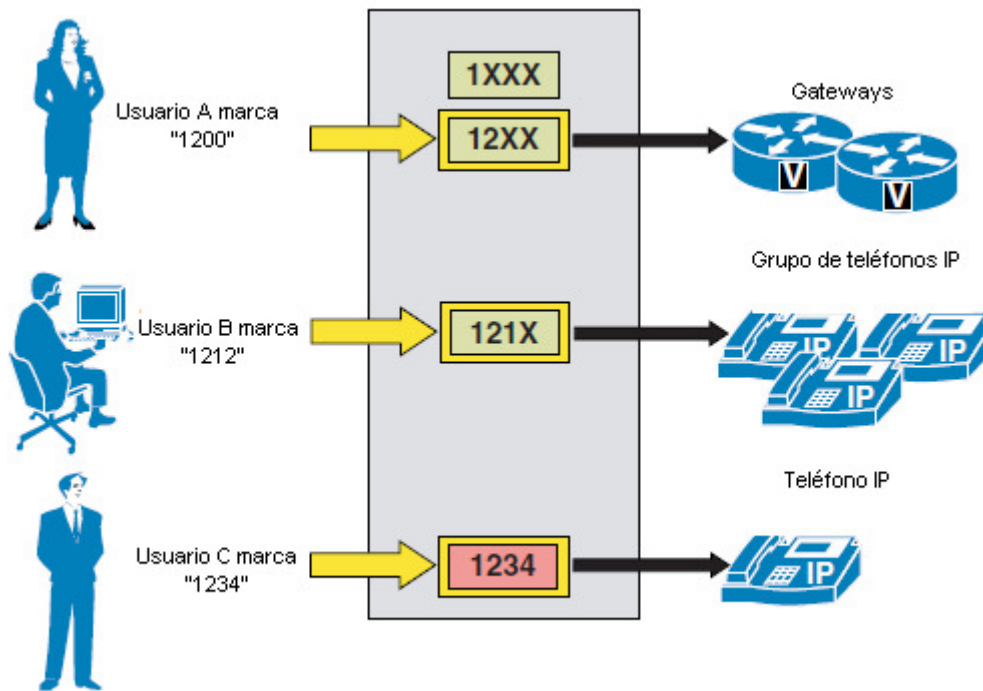 1XXX
Usuario A marca
"1200"
12XX
Gateways
V
V
Usuario B marca
"1212"
121X
Grupo de teléfonos IP
IP
IP
IP
Usuario C marca
"1234"
1234
Teléfono IP
IP